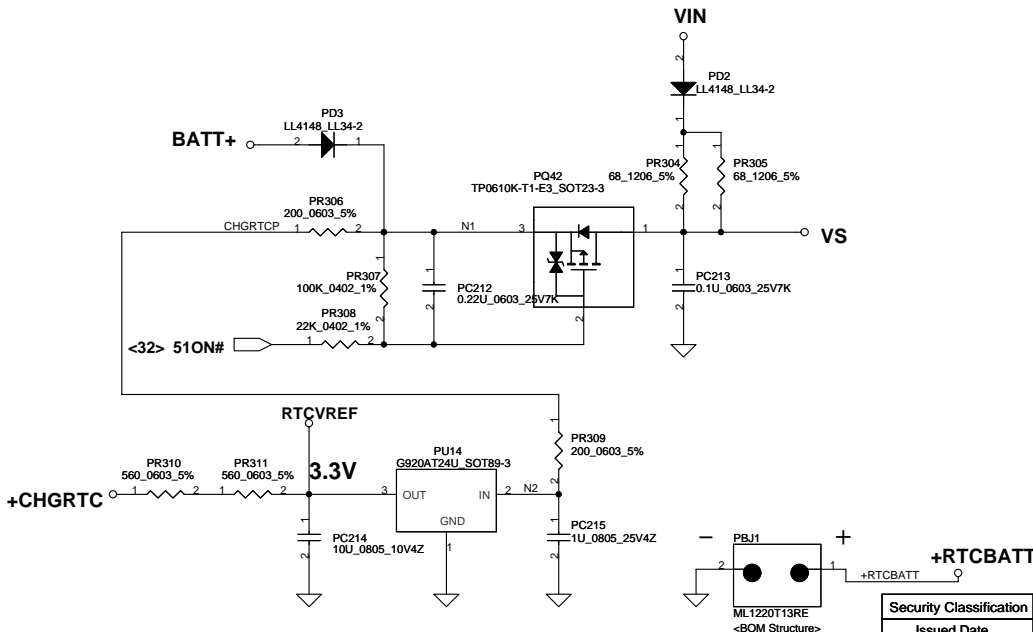 VIN
2
PD2
LL4148_LL34-2
1
PD3
LL4148_LL34-2
BATT+
2
1
1
1
PR304
68_1206_5%
PR305
68_1206_5%
2
2
PQ42
TP0610K-T1-E3_SOT23-3
PR306
200_0603_5%
CHGRTCP
1
2
N1
3
1
VS
1
PR307
100K_0402_1%
2
1
PC212
0.22U_0603_25V7K
2
2
1
PC213
0.1U_0603_25V7K
2
PR308
22K_0402_1%
<32> 51ON#
1
2
RTCVREF
1
PR309
200_0603_5%
2
PU14
G920AT24U_SOT89-3
PR310
560_0603_5%
PR311
560_0603_5%
3.3V
+CHGRTC
1
2
1
2
3
OUT
IN
2
N2
GND
1
1
PC214
10U_0805_10V4Z
2
1
PC215
1U_0805_25V4Z
2
−
PBJ1
+
2
1
+RTCBATT
+RTCBATT
ML1220T13RE
<BOM Structure>
Security Classification
Issued Date